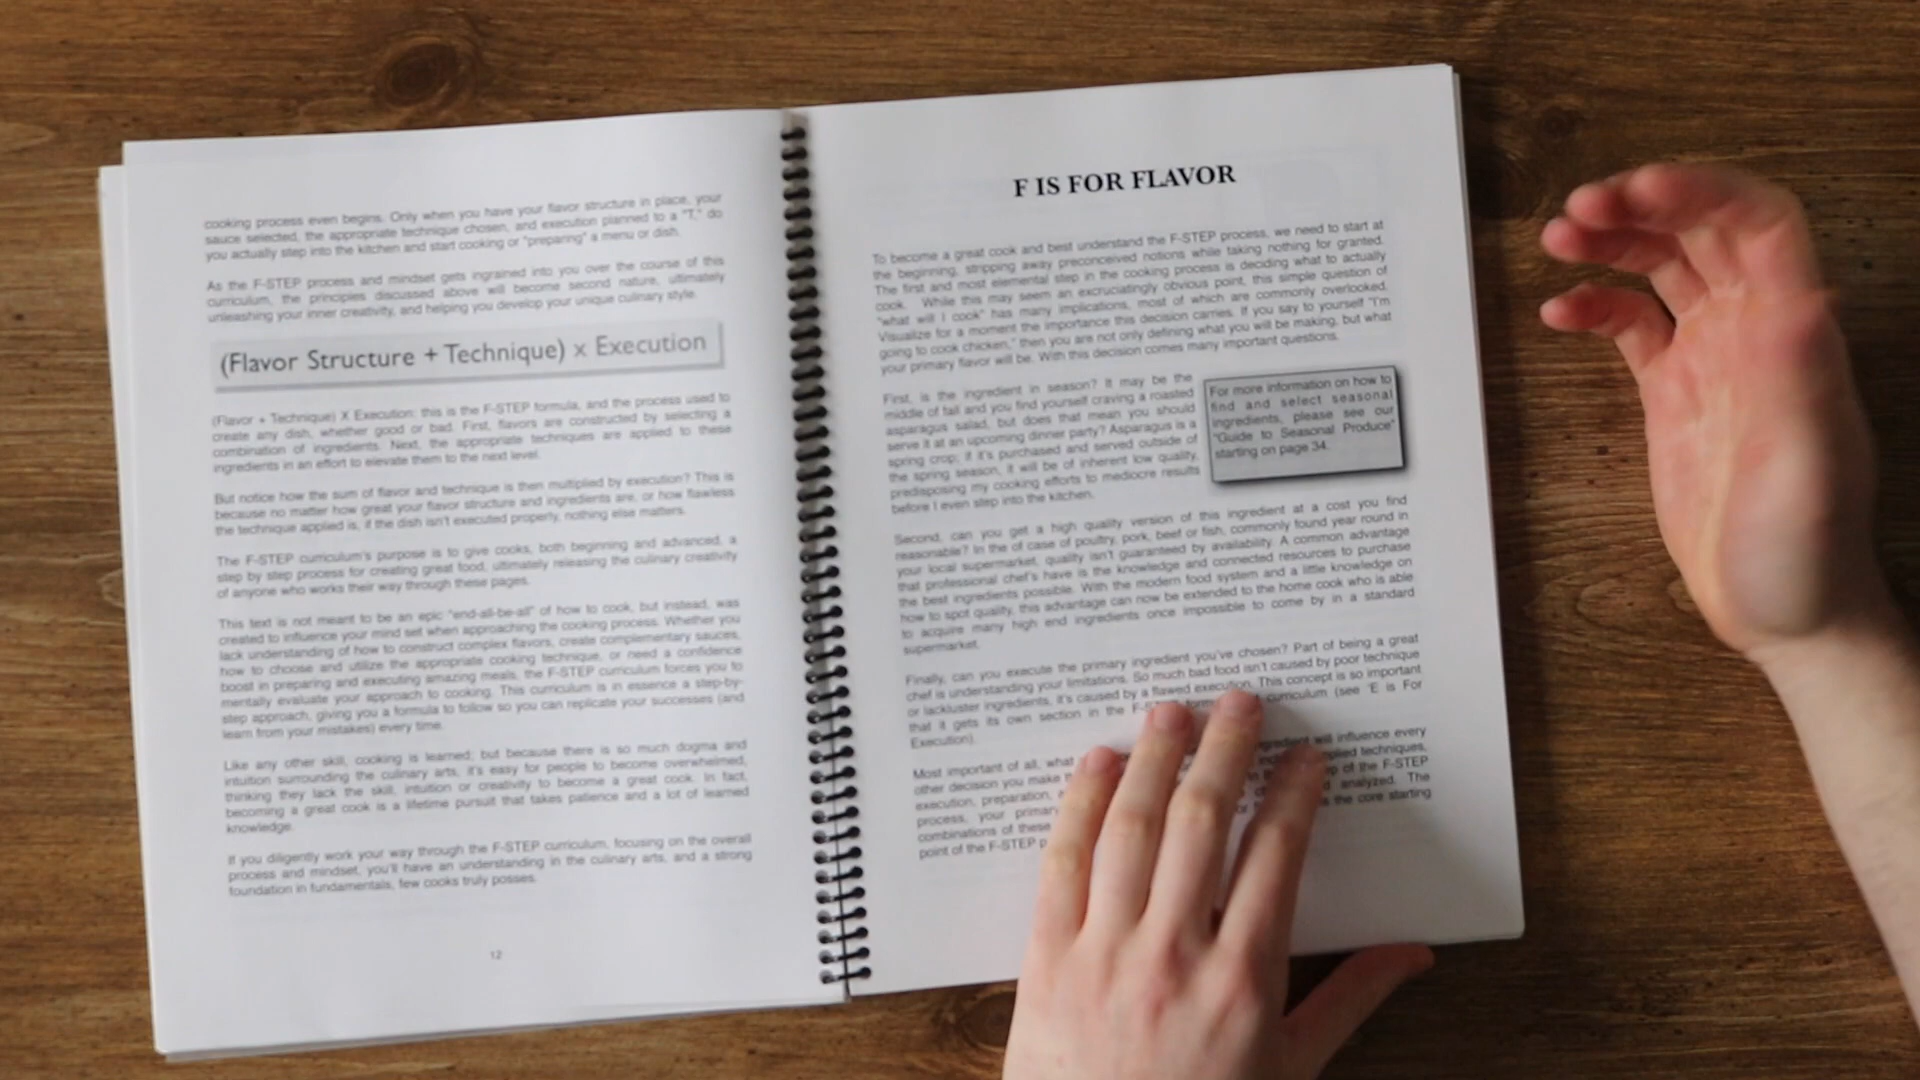 cooking process even begins. Only when you have your flavor structure in place, your
sauce selected, the appropriate technique chosen, and execution planned to a "T," do
you actually step into the kitchen and start cooking or "preparing" a menu or dish.
As the F-STEP process and mindset gets ingrained into you over the course of this
curriculum, the principles discussed above will become second nature, ultimately
unleashing your inner creativity, and helping you develop your unique culinary style.
(Flavor Structure + Technique) x Execution
(Flavor + Technique) X Execution: this is the F-STEP formula, and the process used to
create any dish, whether good or bad. First, flavors are constructed by selecting a
combination of ingredients. Next, the appropriate techniques are applied to these
ingredients in an effort to elevate them to the next level.
But notice how the sum of flavor and technique is then multiplied by execution? This is
because no matter how great your flavor structure and ingredients are, or how flawless
the technique applied is, if the dish isn't executed properly, nothing else matters.
The F-STEP curriculum's purpose is to give cooks, both beginning and advanced, a
step by step process for creating great food, ultimately releasing the culinary creativity
of anyone who works their way through these pages.
This text is not meant to be an epic "end-all-be-all" of how to cook, but instead, was
created to influence your mind set when approaching the cooking process. Whether you
lack understanding of how to construct complex flavors, create complementary sauces,
how to choose and utilize the appropriate cooking technique, or need a confidence
boost in preparing and executing amazing meals, the F-STEP curriculum forces you to
mentally evaluate your approach to cooking. This curriculum is in essence a step-by-
step approach, giving you a formula to follow so you can replicate your successes (and
learn from your mistakes) every time.
Like any other skill, cooking is learned; but because there is so much dogma and
intuition surrounding the culinary arts, it's easy for people to become overwhelmed,
thinking they lack the skill, intuition or creativity to become a great cook. In fact,
becoming a great cook is a lifetime pursuit that takes patience and a lot of learned
knowledge.
If you diligently work your way through the F-STEP curriculum, focusing on the overall
process and mindset, you'll have an understanding in the culinary arts, and a strong
foundation in fundamentals, few cooks truly posses.
12
F IS FOR FLAVOR
To become a great cook and best understand the F-STEP process, we need to start at
the beginning, stripping away preconceived notions while taking nothing for granted.
The first and most elemental step in the cooking process is deciding what to actually
cook. While this may seem an excruciatingly obvious point, this simple question of
"what will I cook" has many implications, most of which are commonly overlooked.
Visualize for a moment the importance this decision carries. If you say to yourself "I'm
going to cook chicken," then you are not only defining what you will be making, but what
your primary flavor will be. With this decision comes many important questions.
First, is the ingredient in season? It may be the
middle of fall and you find yourself craving a roasted
asparagus salad, but does that mean you should
serve it at an upcoming dinner party? Asparagus is a
spring crop; if it's purchased and served outside of
the spring season, it will be of inherent low quality,
predisposing my cooking efforts to mediocre results
before I even step into the kitchen.
For more information on how to
find and select seasonal
ingredients, please see our
"Guide to Seasonal Produce"
starting on page 34.
Second, can you get a high quality version of this ingredient at a cost you find
reasonable? In the of case of poultry, pork, beef or fish, commonly found year round in
your local supermarket, quality isn't guaranteed by availability. A common advantage
that professional chef's have is the knowledge and connected resources to purchase
the best ingredients possible. With the modern food system and a little knowledge on
how to spot quality, this advantage can now be extended to the home cook who is able
to acquire many high end ingredients once impossible to come by in a standard
supermarket.
Finally, can you execute the primary ingredient you've chosen? Part of being a great
chef is understanding your limitations. So much bad food isn't caused by poor technique
or lackluster ingredients, it's caused by a flawed execution. This concept is so important
that it gets its own section in the curriculum (see 'E is For
Execution).
Most important of all, what ingredient will influence every
other decision you make applied techniques,
execution, preparation, of the F-STEP
process, your primary analyzed. The
combinations of these the core starting
point of the F-STEP